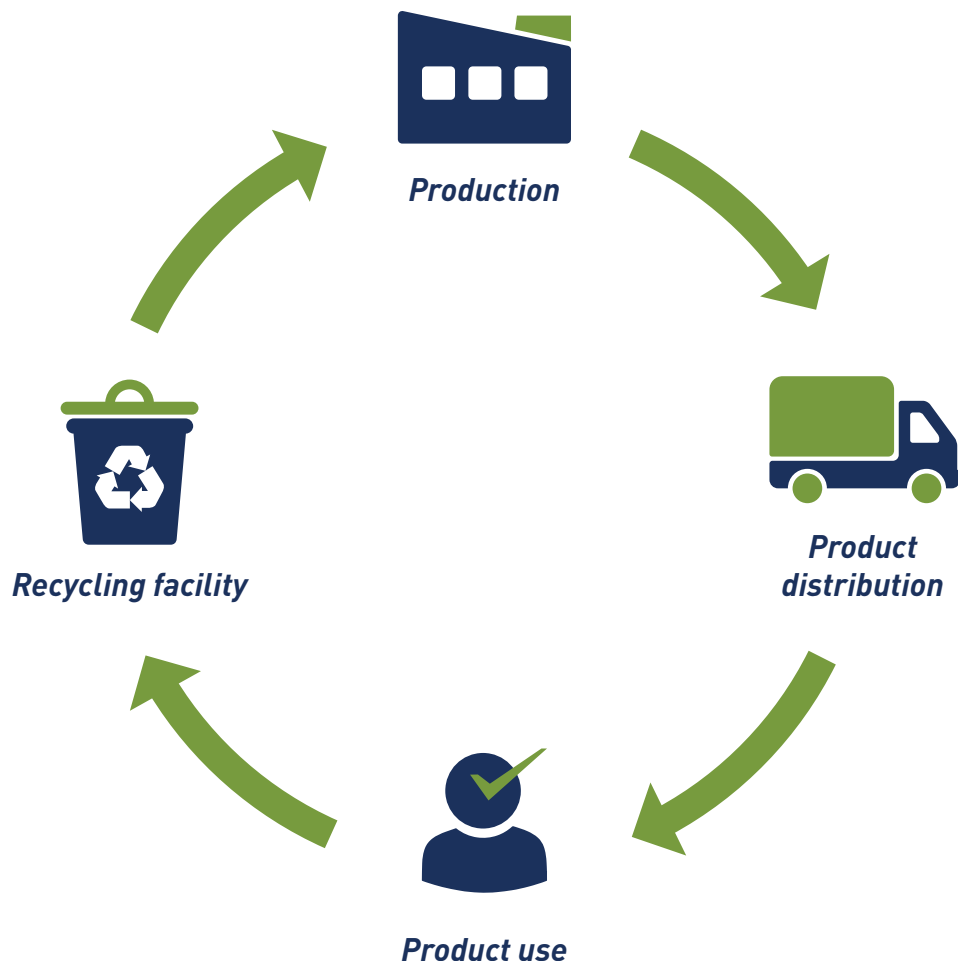 Production
Product
distribution
Recycling facility
Product use